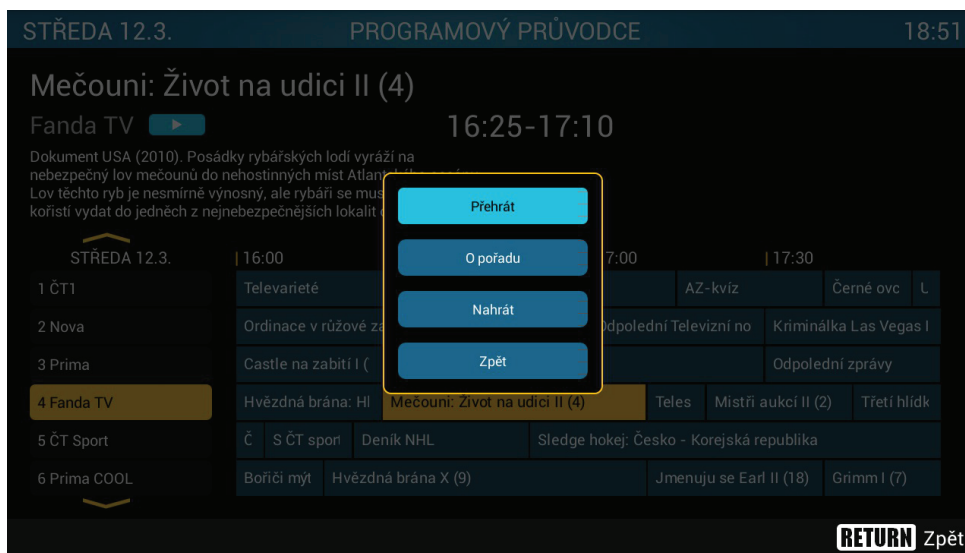 STŘEDA 12.3. PROGRAMOVÝ PRŮVODCE 18:51
Mečouni: Život na udici II (4)
Fanda TV 16:25-17:10
Dokument USA (2010). Posádky rybářských lodí vyráží na
nebezpečný lov mečounů do nehostinných míst
Lov těchto ryb je nesmírně výnosný, ale rybáři se
kořistí vydat do jedněch z nejnebezpečnějších lokalit
Přehrát
O pořadu
Nahrát
Zpět
STŘEDA 12.3. 16:00 7:00 17:30
1 ČT1 Televarieté AZ-kvíz Černé ovc
2 Nova Ordinace v růžové dpolední Televizní no Kriminálka Las Vegas I
3 Prima Castle na zabití I ( Odpolední zprávy
4 Fanda TV Hvězdná brána: Hl Mečouni: Život na udici II (4) Teles Mistři aukcí II (2) Třetí hlídk
5 ČT Sport Č S ČT sport Deník NHL Sledge hokej: Česko - Korejská republika
6 Prima COOL Bořiči mýt Hvězdná brána X (9) Jmenuju se Earl II (18) Grimm I (7)
RETURN Zpět